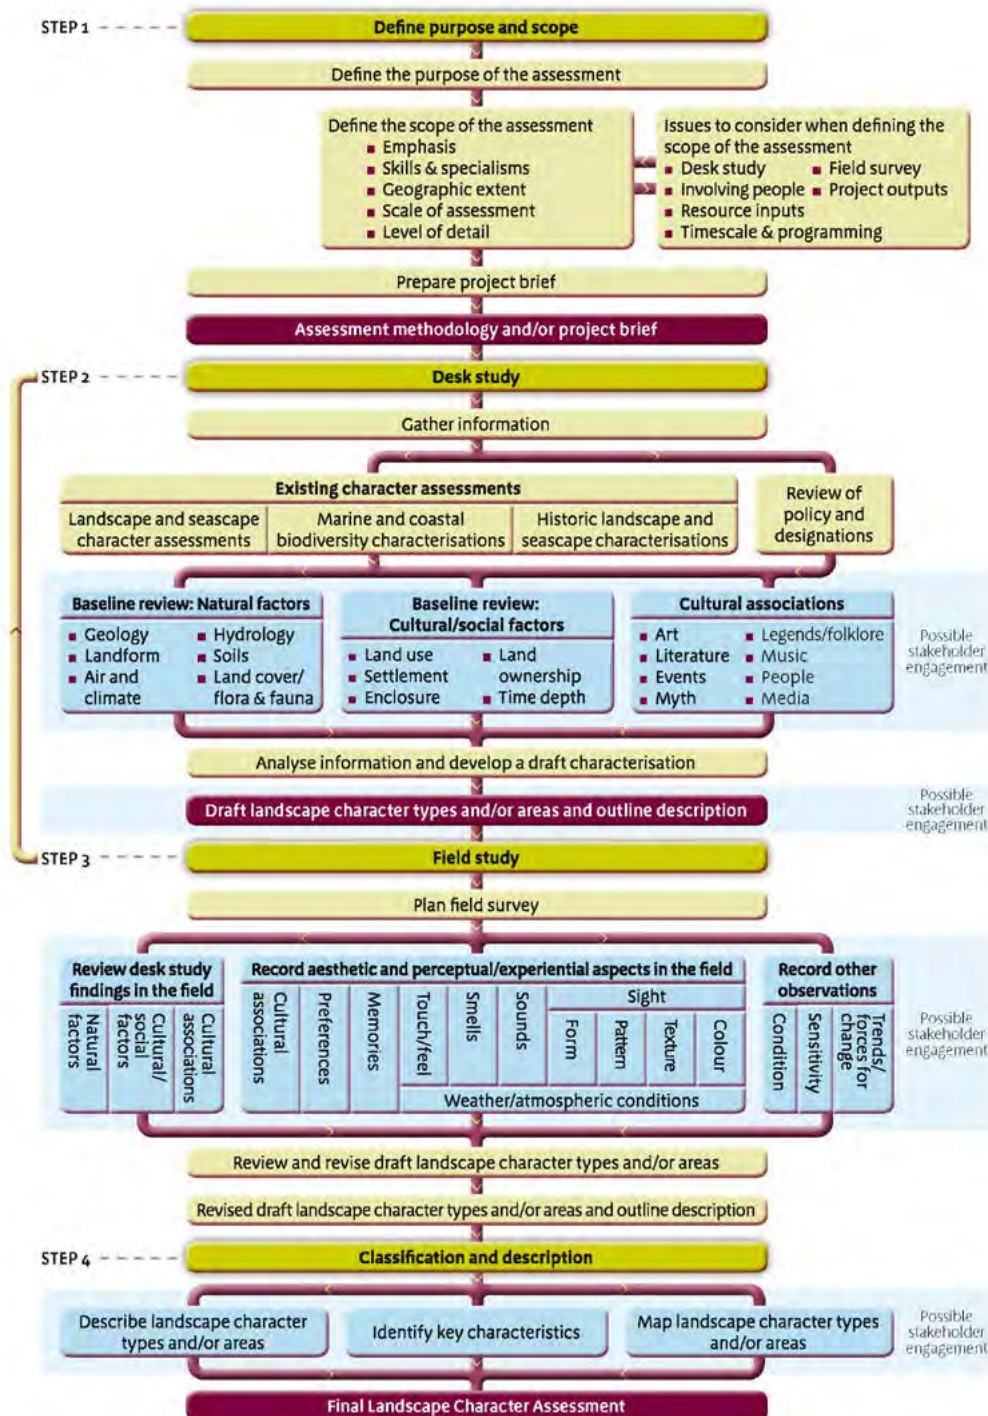 STEP 1
Define purpose and scope
Define the purpose of the assessment
Define the scope of the assessment
▪ Emphasis
▪ Skills & specialisms
▪ Geographic extent
▪ Scale of assessment
▪ Level of detail
Issues to consider when defining the
scope of the assessment
▪ Desk study
▪ Involving people
▪ Resource inputs
▪ Timescale & programming
▪ Field survey
▪ Project outputs
Prepare project brief
Assessment methodology and/or project brief
STEP 2
Desk study
Gather information
Existing character assessments
Landscape and seascape
character assessments
Marine and coastal
biodiversity characterisations
Historic landscape and
seascape characterisations
Review of
policy and
designations
Baseline review: Natural factors
▪ Geology
▪ Landform
▪ Air and
climate
▪ Hydrology
▪ Soils
▪ Land cover/
flora & fauna
Baseline review:
Cultural/social factors
▪ Land use
▪ Settlement
▪ Enclosure
▪ Land
ownership
▪ Time depth
Cultural associations
▪ Art
▪ Literature
▪ Events
▪ Myth
▪ Legends/folklore
▪ Music
▪ People
▪ Media
Possible
stakeholder
engagement
Analyse information and develop a draft characterisation
Draft landscape character types and/or areas and outline description
Possible
stakeholder
engagement
STEP 3
Field study
Plan field survey
Review desk study
findings in the field
Natural
factors
Cultural/
social
factors
Cultural
associations
Record aesthetic and perceptual/experiential aspects in the field
Cultural
associations
Preferences
Memories
Touch/feel
Smells
Sounds
Sight
Form
Pattern
Texture
Colour
Weather/atmospheric conditions
Record other
observations
Condition
Sensitivity
Trends/
forces for
change
Possible
stakeholder
engagement
Review and revise draft landscape character types and/or areas
Revised draft landscape character types and/or areas and outline description
STEP 4
Classification and description
Describe landscape character
types and/or areas
Identify key characteristics
Map landscape character types
and/or areas
Possible
stakeholder
engagement
Final Landscape Character Assessment